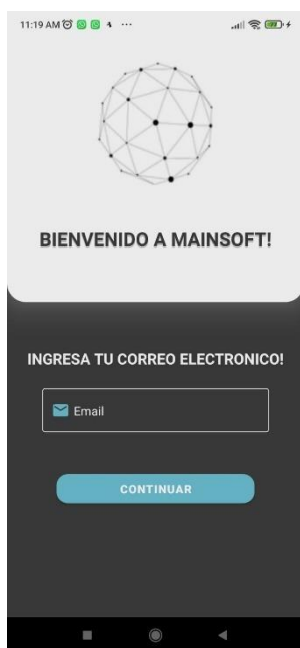 11:19 AM
BIENVENIDO A MAINSOFT!
INGRESA TU CORREO ELECTRONICO!
Email
CONTINUAR